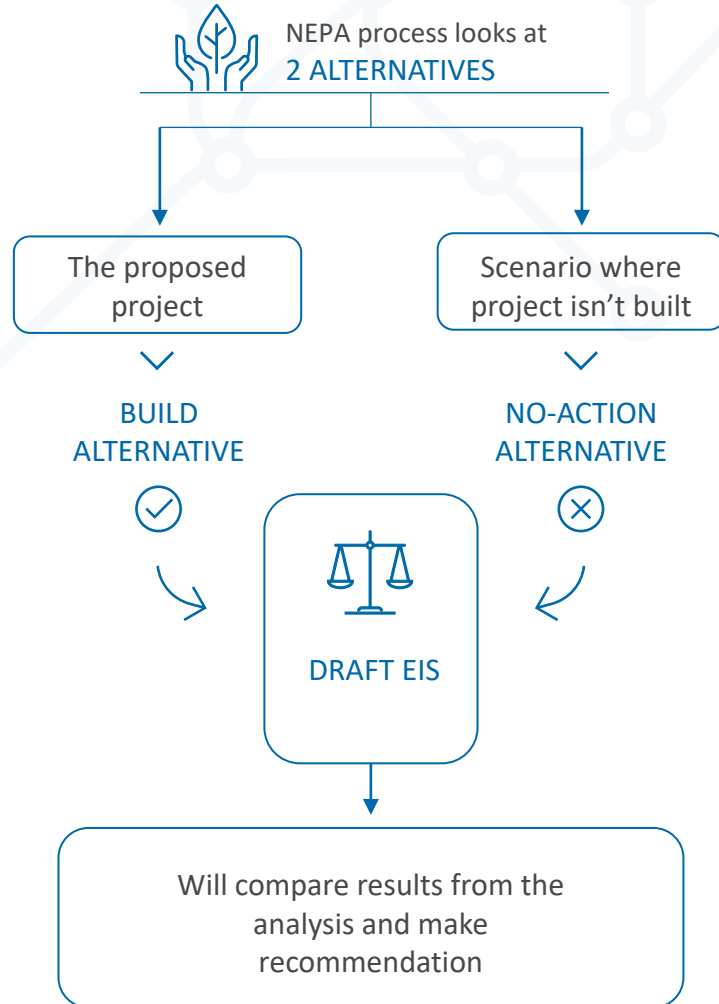 NEPA process looks at
2 ALTERNATIVES
The proposed
project
Scenario where
project isn’t built
BUILD
ALTERNATIVE
NO-ACTION
ALTERNATIVE
DRAFT EIS
Will compare results from the
analysis and make
recommendation